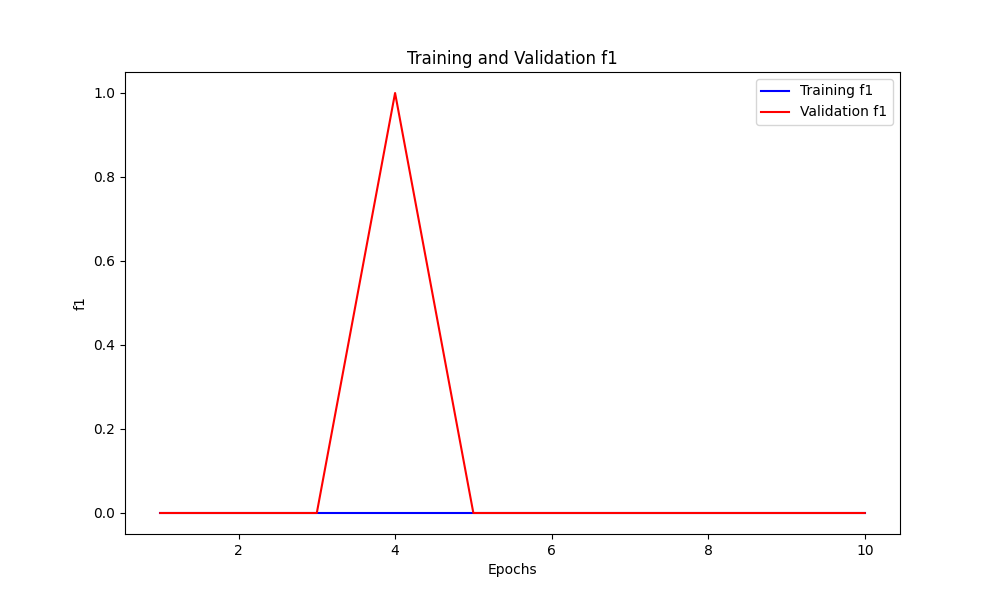 Training and Validation f1
Training f1
Validation f1
1.0
0.8
0.6
0.4
0.2
0.0
f1
2 4 6 8 10
Epochs